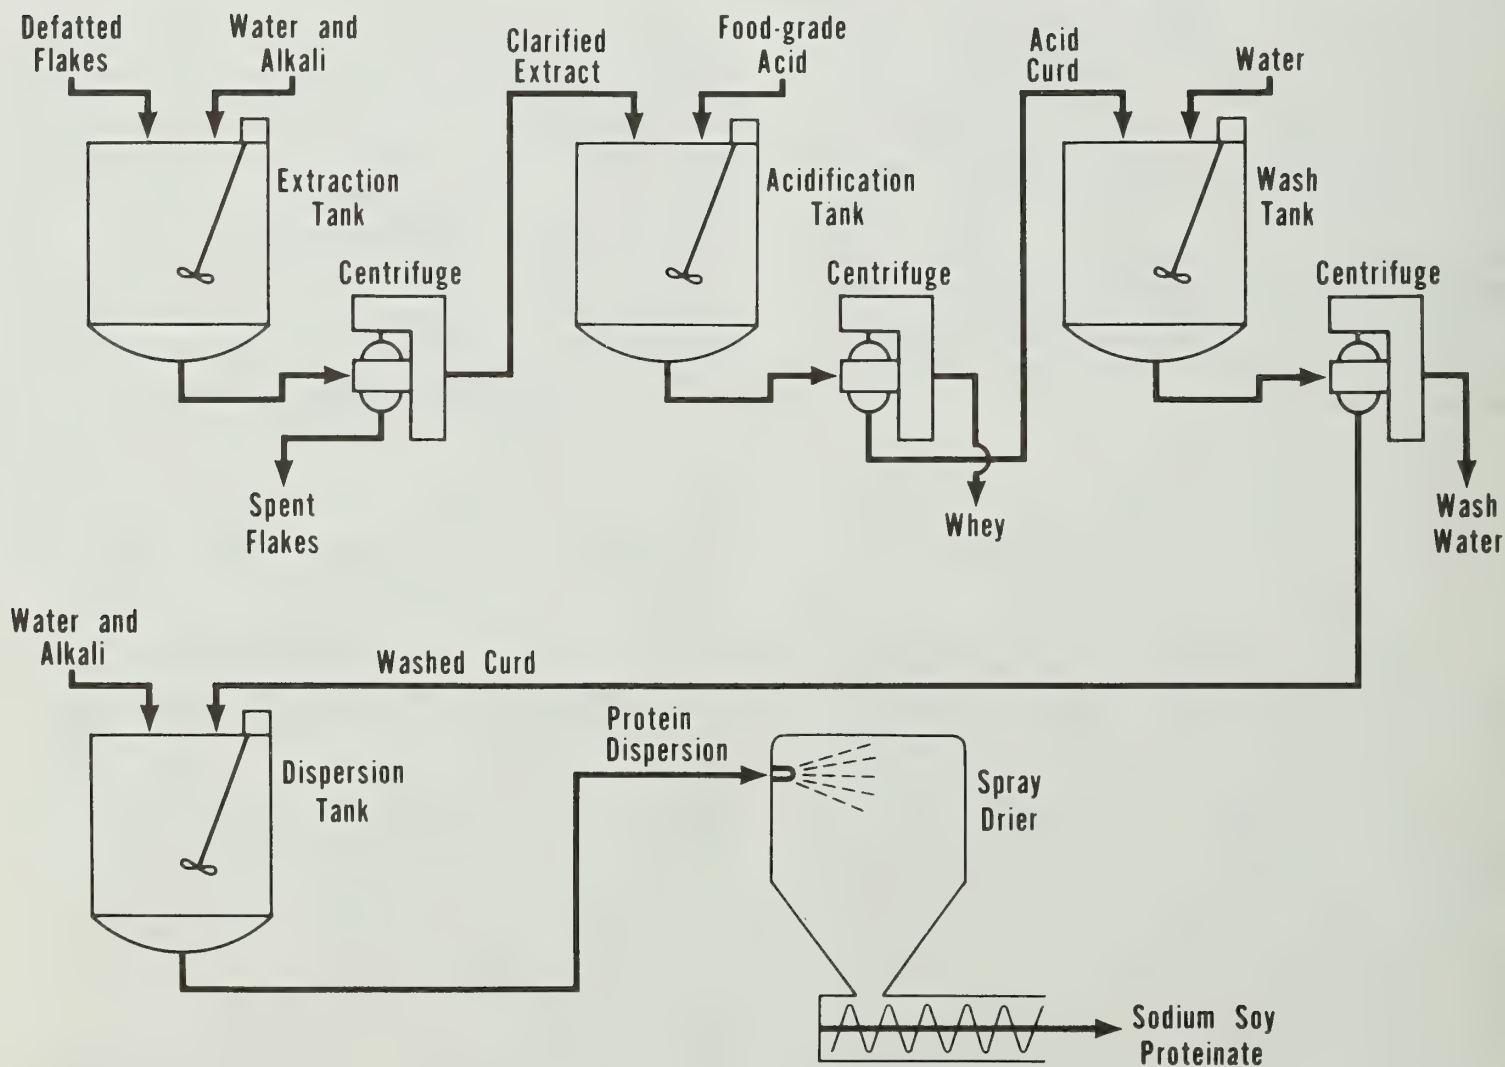 Defatted
Flakes
Water and
Alkali
Clarified
Extract
Food-grade
Acid
Acid
Curd
Water
Extraction
Tank
Acidification
Tank
Wash
Tank
Centrifuge
Centrifuge
Centrifuge
Spent
Flakes
Whey
Wash
Water
Water and
Alkali
Washed Curd
Protein
Dispersion
Dispersion
Tank
Spray
Drier
Sodium Soy
Proteinate